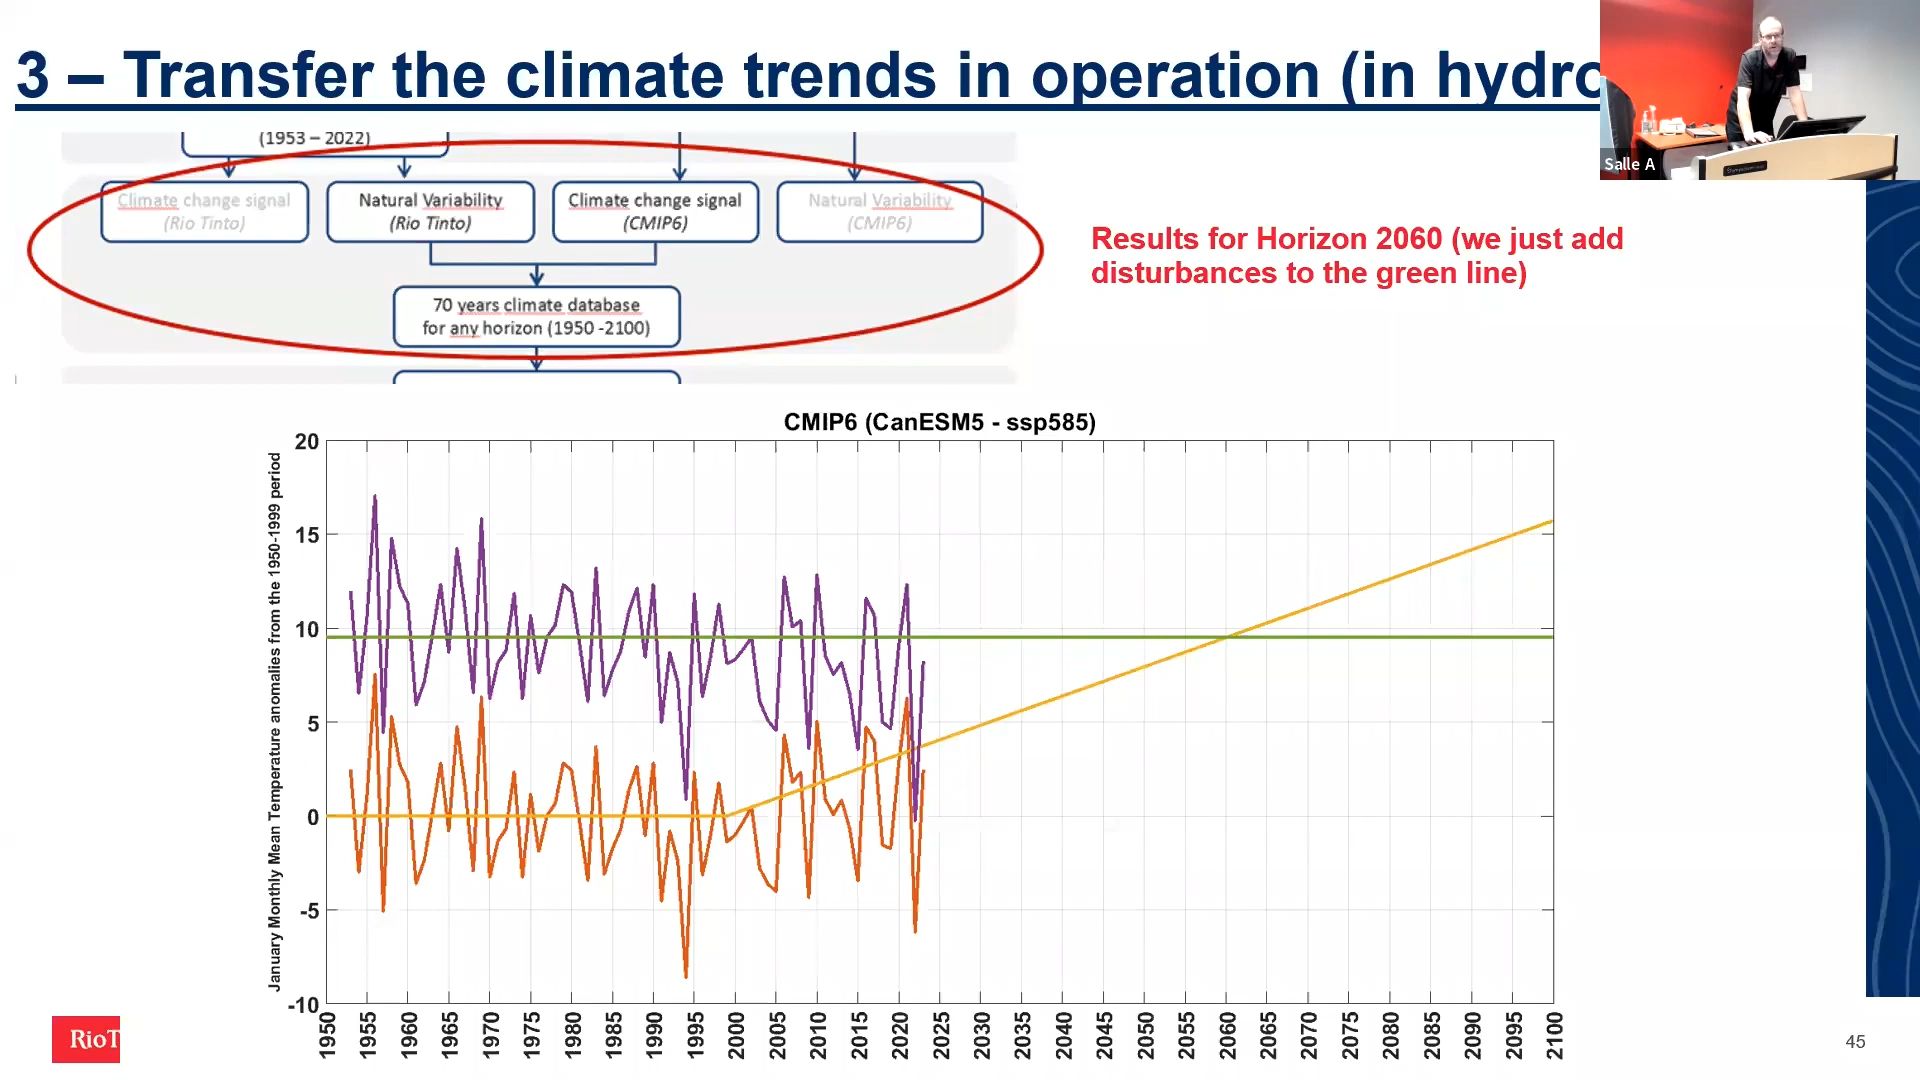 3 – Transfer the climate trends in operation (in hydro
Salle A
(1953 – 2022)
Climate change signal
(Rio Tinto)
Natural Variability
(Rio Tinto)
Climate change signal
(CMIP6)
Natural Variability
(CMIP6)
70 years climate database
for any horizon (1950 -2100)
Results for Horizon 2060 (we just add
disturbances to the green line)
CMIP6 (CanESM5 - ssp585)
January Monthly Mean Temperature anomalies from the 1950-1999 period
20
15
10
5
0
-5
-10
1950
1955
1960
1965
1970
1975
1980
1985
1990
1995
2000
2005
2010
2015
2020
2025
2030
2035
2040
2045
2050
2055
2060
2065
2070
2075
2080
2085
2090
2095
2100
RioT
45